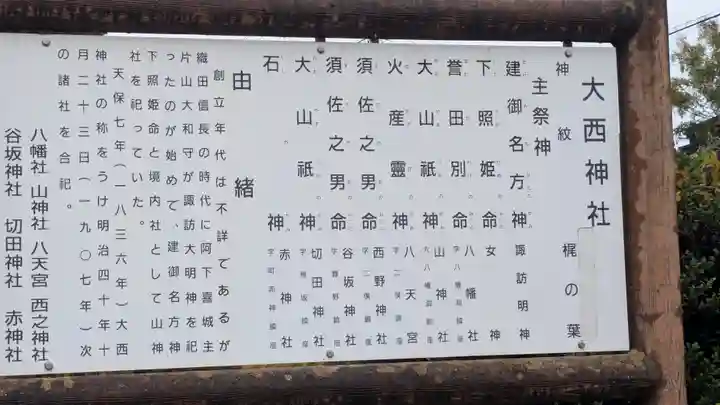 大西神社
神紋 梶の葉
主祭神
建御名方神 諏訪明神
下照姫命 女神
誉田別命 八幡社
大山祇神 山神社
火産霊神 八天宮
須佐之男命 西野神社
須佐之男命 谷坂神社
大山祇神 切田神社
石神 赤神社
由緒
創立年代は不詳であるが
織田信長の時代に阿下喜城主
片山大和守が諏訪大明神を祀
ったのが始めで、建御名方神
下照姫命と境内社として山神
社を祀っていた。
天保七年(一八三六年)大西
神社の称をうけ明治四十年十
月二十三日(一九〇七年)次
の諸社を合祀。
八幡社 山神社 八天宮 西之神社
谷坂神社 切田神社 赤神社